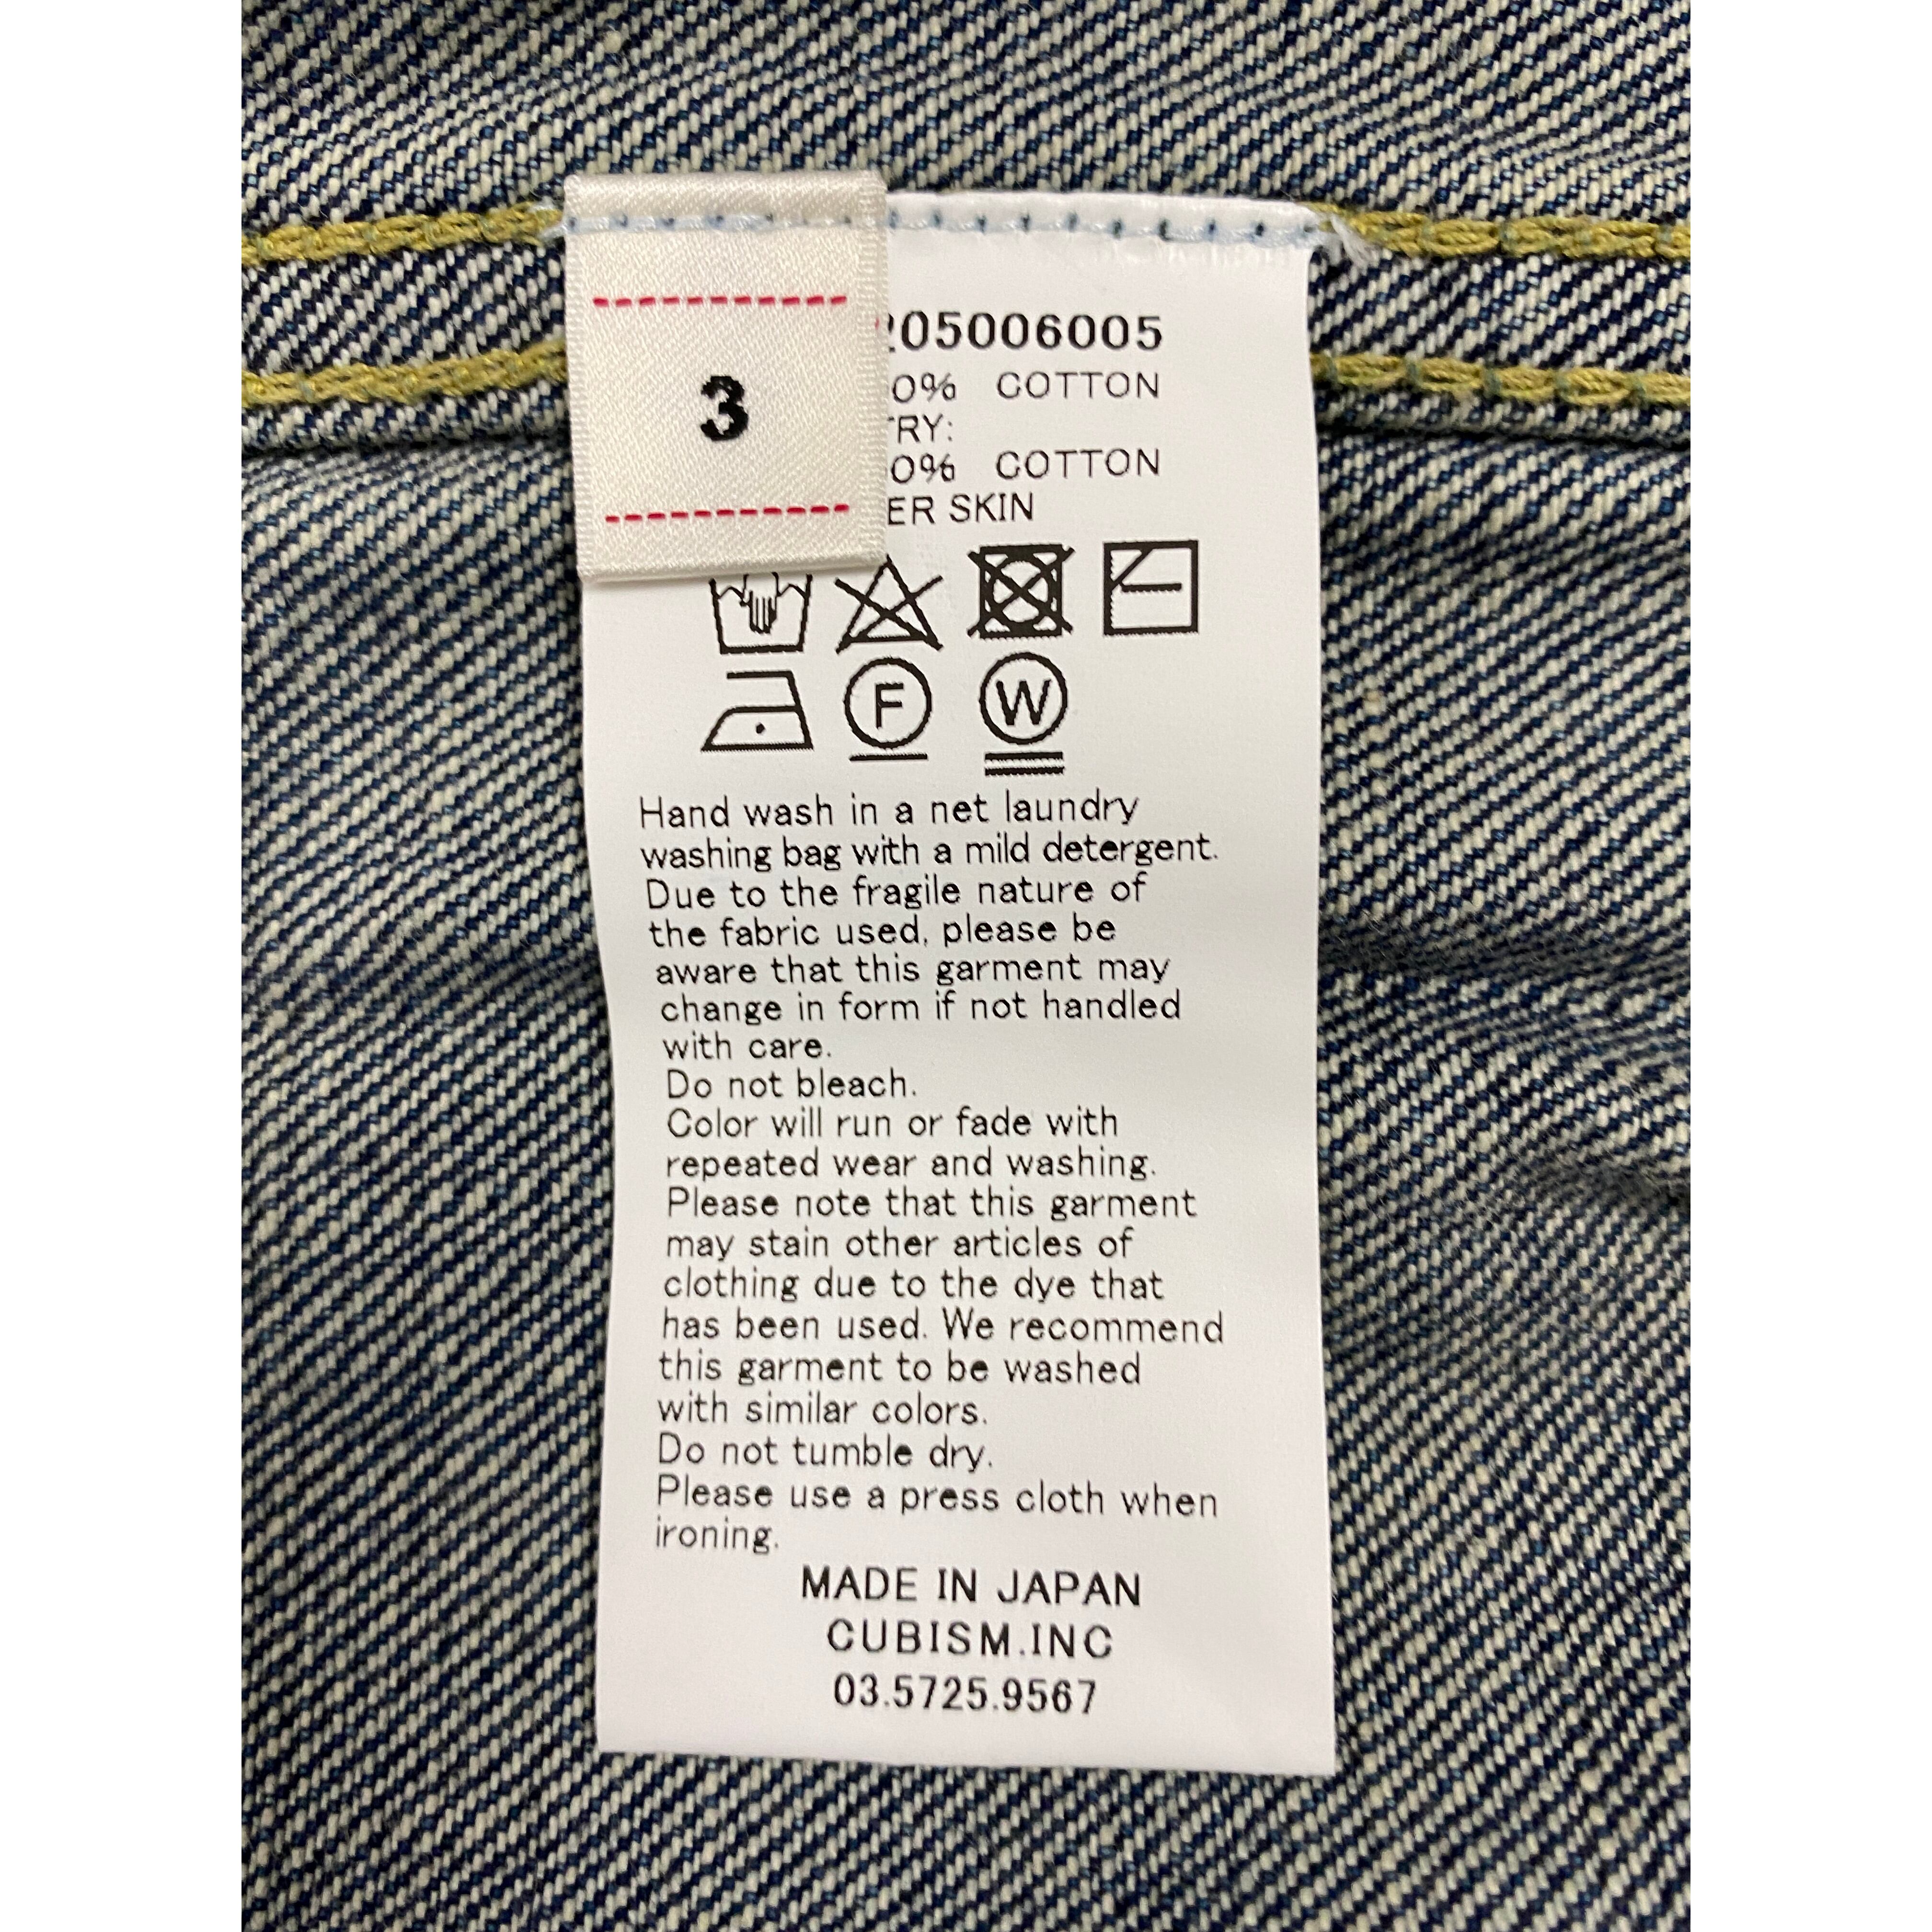 3
05006005
0% COTTON
RY:
0% COTTON
ER SKIN
F
W
Hand wash in a net laundry
washing bag with a mild detergent.
Due to the fragile nature of
the fabric used, please be
aware that this garment may
change in form if not handled
with care.
Do not bleach.
Color will run or fade with
repeated wear and washing.
Please note that this garment
may stain other articles of
clothing due to the dye that
has been used. We recommend
this garment to be washed
with similar colors.
Do not tumble dry.
Please use a press cloth when
ironing.
MADE IN JAPAN
CUBISM.INC
03.5725.9567